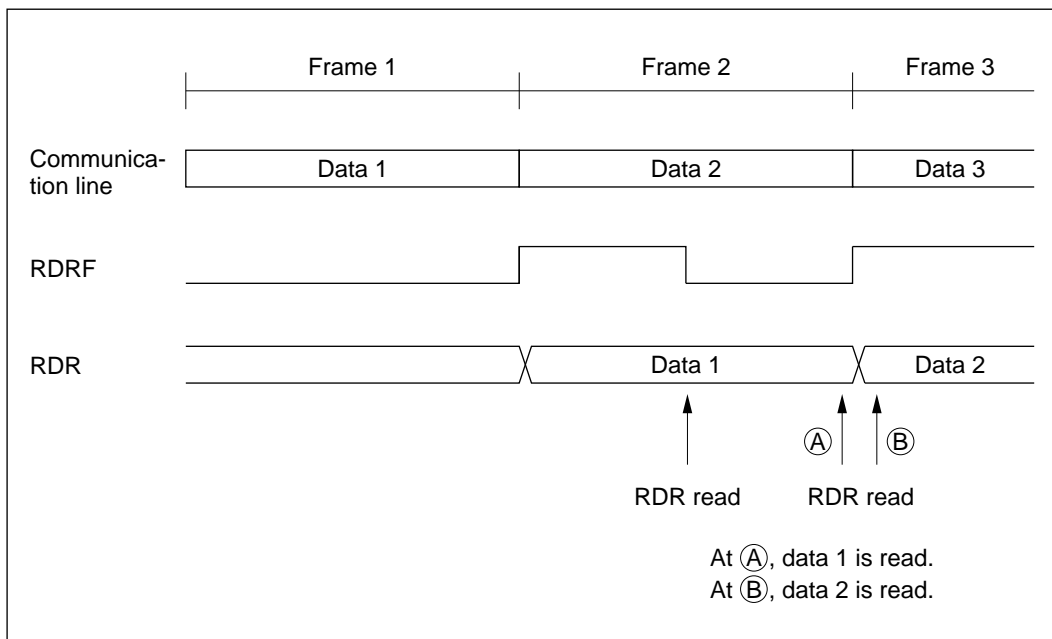 Frame 1 Frame 2 Frame 3
Communica-
tion line
Data 1 Data 2 Data 3
RDRF
RDR
Data 1 Data 2
Ⓐ Ⓑ
RDR read RDR read
At Ⓐ, data 1 is read.
At Ⓑ, data 2 is read.